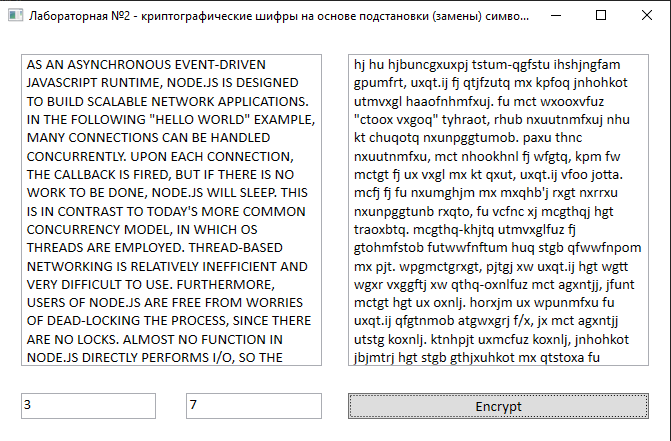 Лабораторная №2 - криптографические шифры на основе подстановки (замены) симво...
AS AN ASYNCHRONOUS EVENT-DRIVEN
JAVASCRIPT RUNTIME, NODE.JS IS DESIGNED
TO BUILD SCALABLE NETWORK APPLICATIONS.
IN THE FOLLOWING "HELLO WORLD" EXAMPLE,
MANY CONNECTIONS CAN BE HANDLED
CONCURRENTLY. UPON EACH CONNECTION,
THE CALLBACK IS FIRED, BUT IF THERE IS NO
WORK TO BE DONE, NODE.JS WILL SLEEP. THIS
IS IN CONTRAST TO TODAY'S MORE COMMON
CONCURRENCY MODEL, IN WHICH OS
THREADS ARE EMPLOYED. THREAD-BASED
NETWORKING IS RELATIVELY INEFFICIENT AND
VERY DIFFICULT TO USE. FURTHERMORE,
USERS OF NODE.JS ARE FREE FROM WORRIES
OF DEAD-LOCKING THE PROCESS, SINCE THERE
ARE NO LOCKS. ALMOST NO FUNCTION IN
NODE.JS DIRECTLY PERFORMS I/O, SO THE
hj hu hjbuncgxuxpj tstum-qgfstu ihshjngfam
gpumfrt, uxqt.ij fj qtjfzutq mx kpfoq jnhohkot
utmvxgl haaofnhmfxuj. fu mct wxooxvfuz
"ctoox vxgoq" tyhraot, rhub nxuutnmfxuj nhu
kt chuqotq nxunpggtumob. paxu thnc
nxuutnmfxu, mct nhookhnl fj wfgtq, kpm fw
mctgt fj ux vxgl mx kt qxut, uxqt.ij vfoo jotta.
mcfj fj fu nxumghjm mx mxqhb'j rxgt nxrrxu
nxunpggtunb rxqto, fu vcfnc xj mcgthqj hgt
traoxbtq. mcgthq-khjtq utmvxglfuz fj
gtohmfstob futwwfnftum huq stgb qfwwfnpom
mx pjt. wpgmctgrxgt, pjtgj xw uxqt.ij hgt wgtt
wgxr vxggftj xw qthq-oxnlfuz mct agxntjj, jfunt
mctgt hgt ux oxnlj. horxjm ux wpunmfxu fu
uxqt.ij qfgtnmob atgwxgrj f/x, jx mct agxntjj
utstg koxnlj. ktnhpjt uxmcfuz koxnlj, jnhohkot
jbjmtrj hgt stgb gthjxuhkot mx qtstoxa fu
3
7
Encrypt